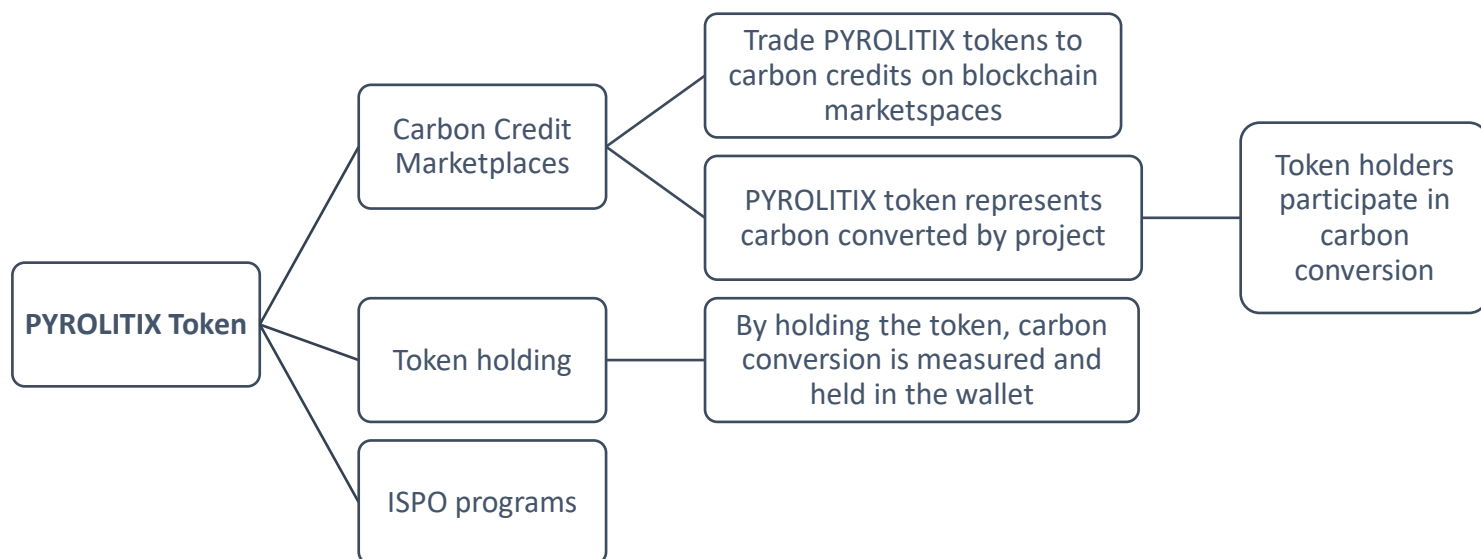 Trade PYROLITIX tokens to
carbon credits on blockchain
marketspaces
Carbon Credit
Marketplaces
PYROLITIX token represents
carbon converted by project
Token holders
participate in
carbon
conversion
PYROLITIX Token
Token holding
By holding the token, carbon
conversion is measured and
held in the wallet
ISPO programs